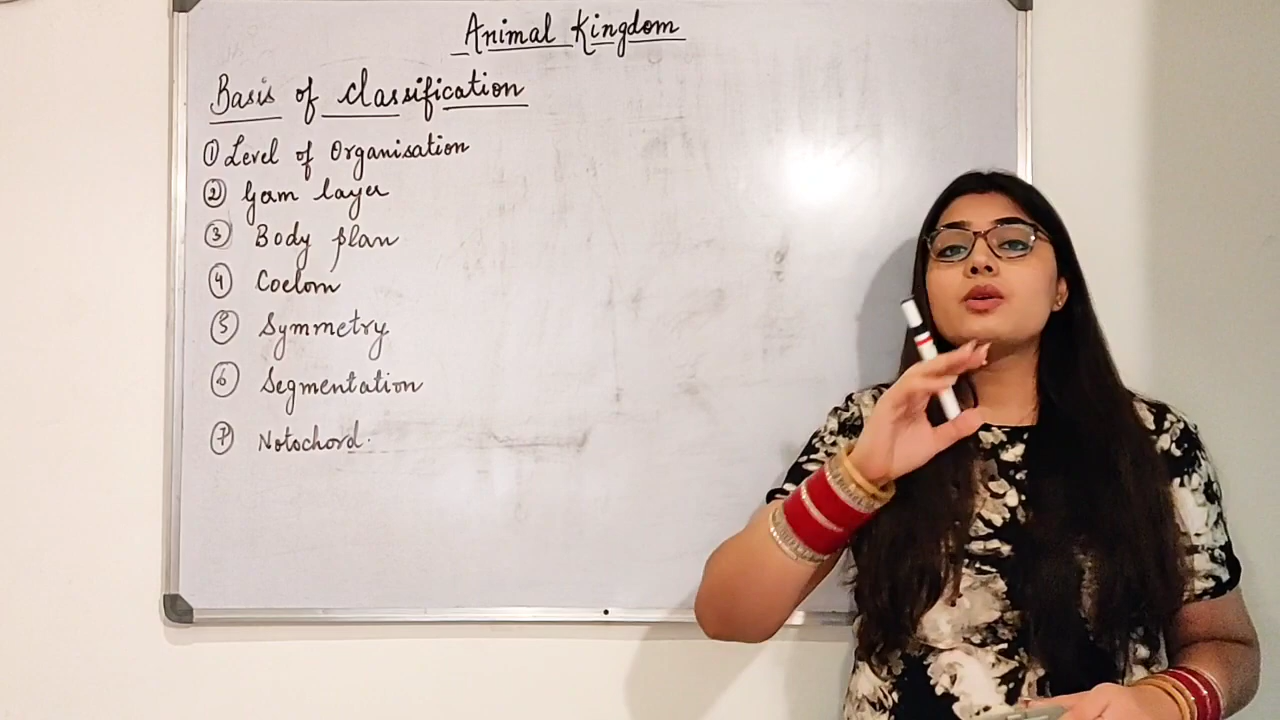 Animal Kingdom
Basis of classification
① Level of Organisation
② Germ layer
③ Body plan
④ Coelom
⑤ Symmetry
⑥ Segmentation
⑦ Notochord.